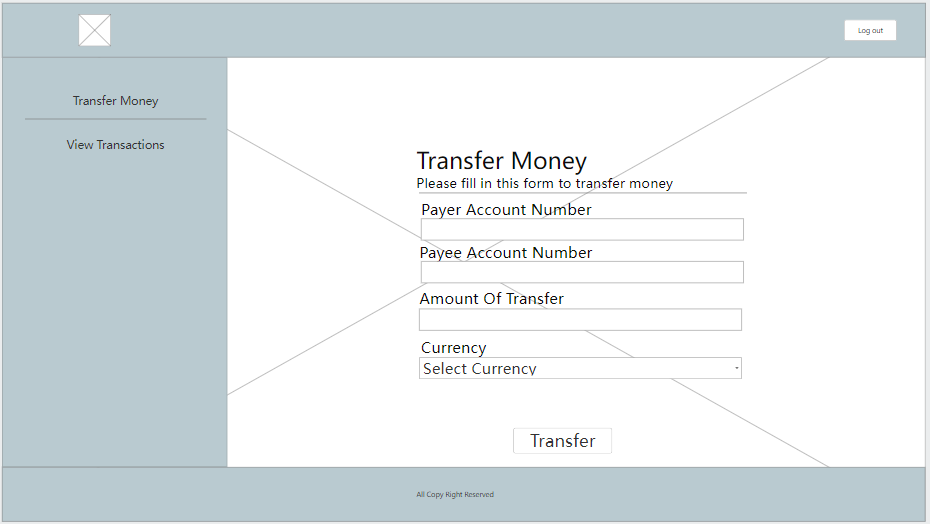 Log out
Transfer Money
View Transactions
Transfer Money
Please fill in this form to transfer money
Payer Account Number
Payee Account Number
Amount Of Transfer
Currency
Select Currency
Transfer
All Copy Right Reserved